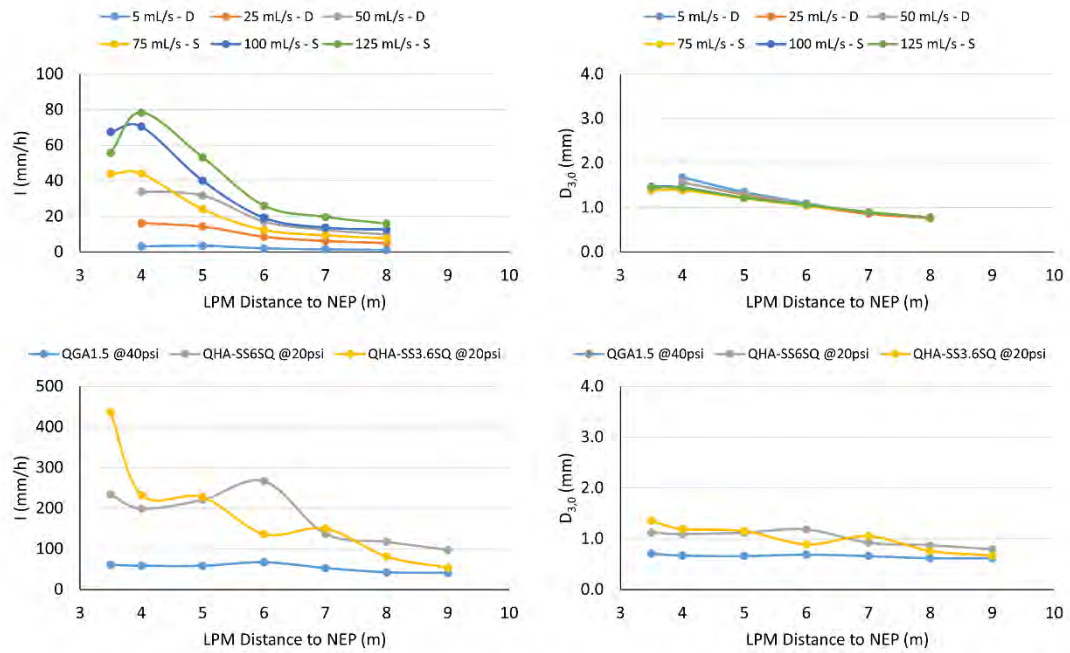 5 mL/s - D 25 mL/s - D 50 mL/s - D
75 mL/s - S 100 mL/s - S 125 mL/s - S
100
80
60
40
20
0
I (mm/h)
3 4 5 6 7 8 9 10
LPM Distance to NEP (m)
5 mL/s - D 25 mL/s - D 50 mL/s - D
75 mL/s - S 100 mL/s - S 125 mL/s - S
4.0
3.0
2.0
1.0
0.0
D3,0 (mm)
3 4 5 6 7 8 9 10
LPM Distance to NEP (m)
QGA1.5 @40psi QHA-SS6SQ @20psi QHA-SS3.6SQ @20psi
500
400
300
200
100
0
I (mm/h)
3 4 5 6 7 8 9 10
LPM Distance to NEP (m)
QGA1.5 @40psi QHA-SS6SQ @20psi QHA-SS3.6SQ @20psi
4.0
3.0
2.0
1.0
0.0
D3,0 (mm)
3 4 5 6 7 8 9 10
LPM Distance to NEP (m)